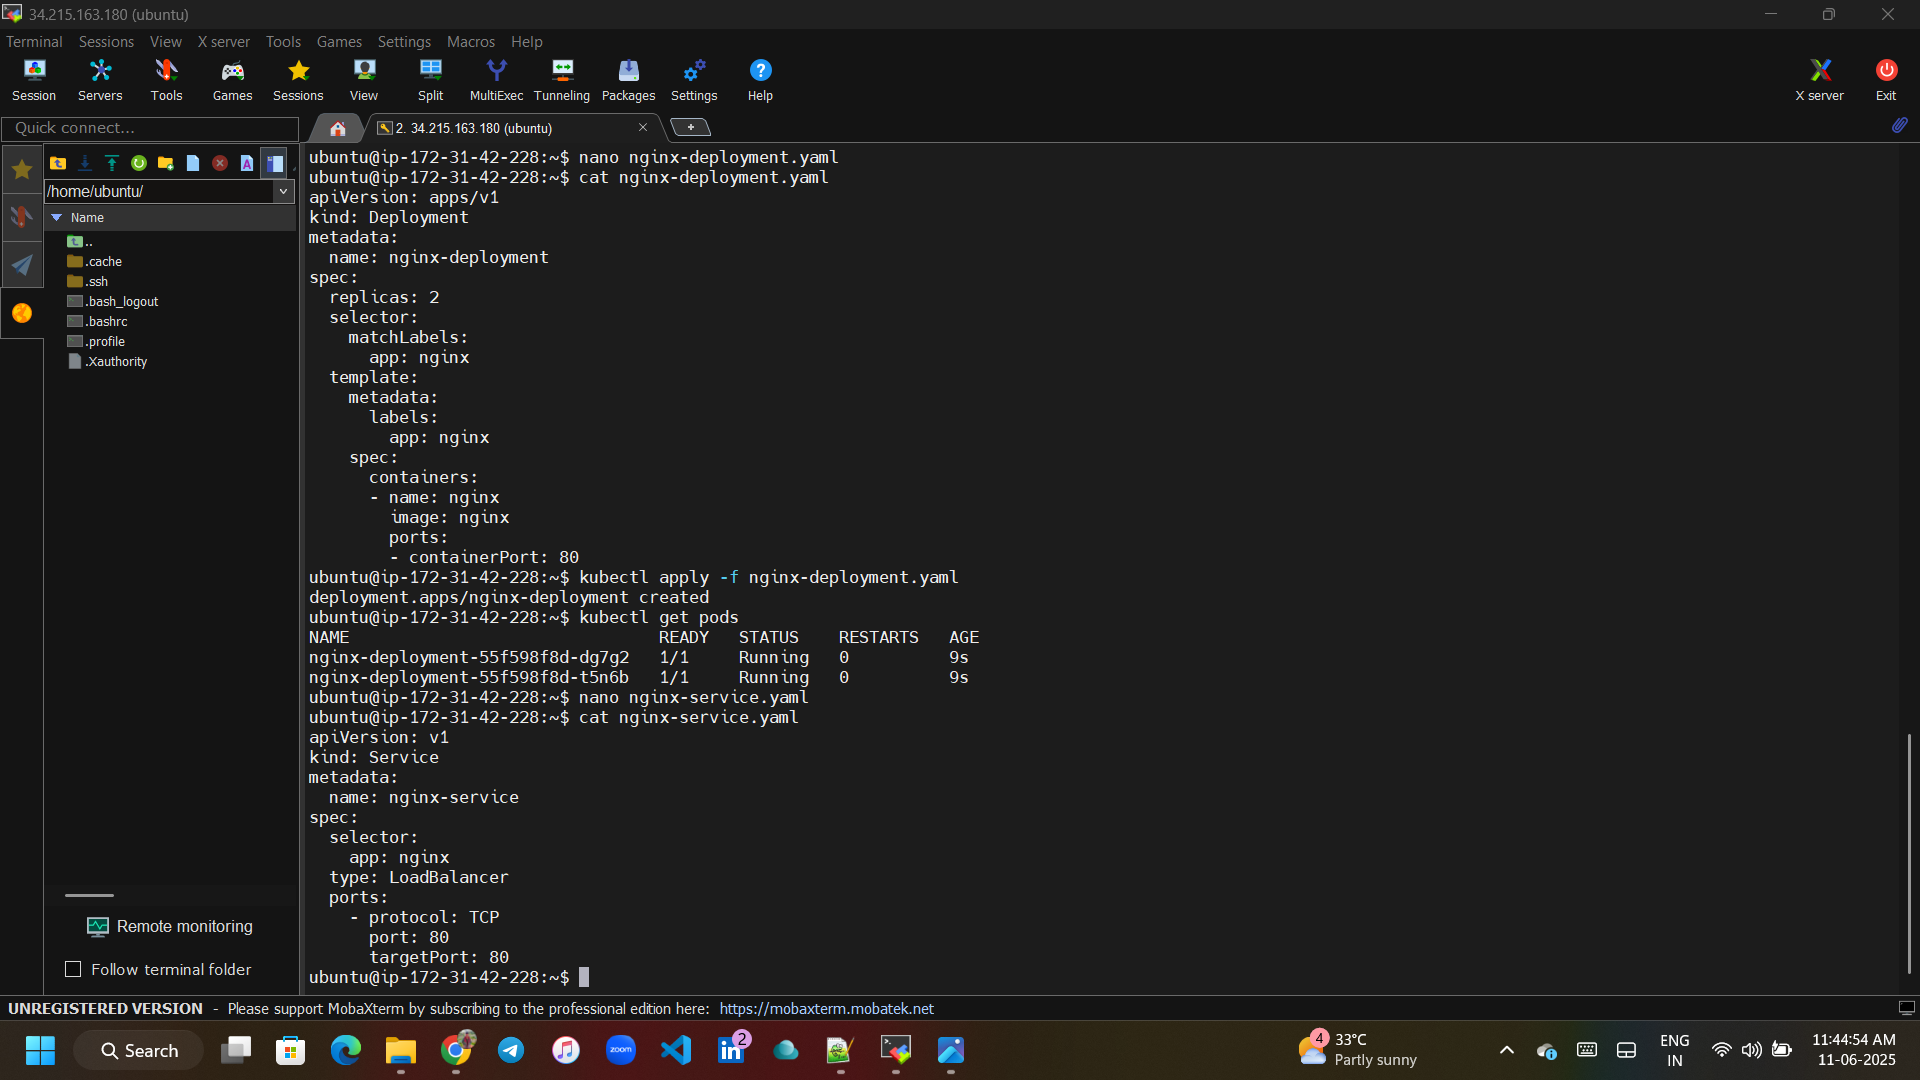 34.215.163.180 (ubuntu)
Terminal Sessions View X server Tools Games Settings Macros Help
Session Servers Tools Games Sessions View Split MultiExec Tunneling Packages Settings Help X server Exit
Quick connect...
2. 34.215.163.180 (ubuntu)
/home/ubuntu/
Name
..
.cache
.ssh
.bash_logout
.bashrc
.profile
.Xauthority
Remote monitoring
Follow terminal folder
ubuntu@ip-172-31-42-228:~$ nano nginx-deployment.yaml
ubuntu@ip-172-31-42-228:~$ cat nginx-deployment.yaml
apiVersion: apps/v1
kind: Deployment
metadata:
  name: nginx-deployment
spec:
  replicas: 2
  selector:
    matchLabels:
      app: nginx
  template:
    metadata:
      labels:
        app: nginx
    spec:
      containers:
      - name: nginx
        image: nginx
        ports:
        - containerPort: 80
ubuntu@ip-172-31-42-228:~$ kubectl apply -f nginx-deployment.yaml
deployment.apps/nginx-deployment created
ubuntu@ip-172-31-42-228:~$ kubectl get pods
NAME                               READY   STATUS    RESTARTS   AGE
nginx-deployment-55f598f8d-dg7g2   1/1     Running   0          9s
nginx-deployment-55f598f8d-t5n6b   1/1     Running   0          9s
ubuntu@ip-172-31-42-228:~$ nano nginx-service.yaml
ubuntu@ip-172-31-42-228:~$ cat nginx-service.yaml
apiVersion: v1
kind: Service
metadata:
  name: nginx-service
spec:
  selector:
    app: nginx
  type: LoadBalancer
  ports:
    - protocol: TCP
      port: 80
      targetPort: 80
ubuntu@ip-172-31-42-228:~$
UNREGISTERED VERSION - Please support MobaXterm by subscribing to the professional edition here: https://mobaxterm.mobatek.net
Search
zoom
2
4
33°C
Partly sunny
ENG
IN
11:44:54 AM
11-06-2025